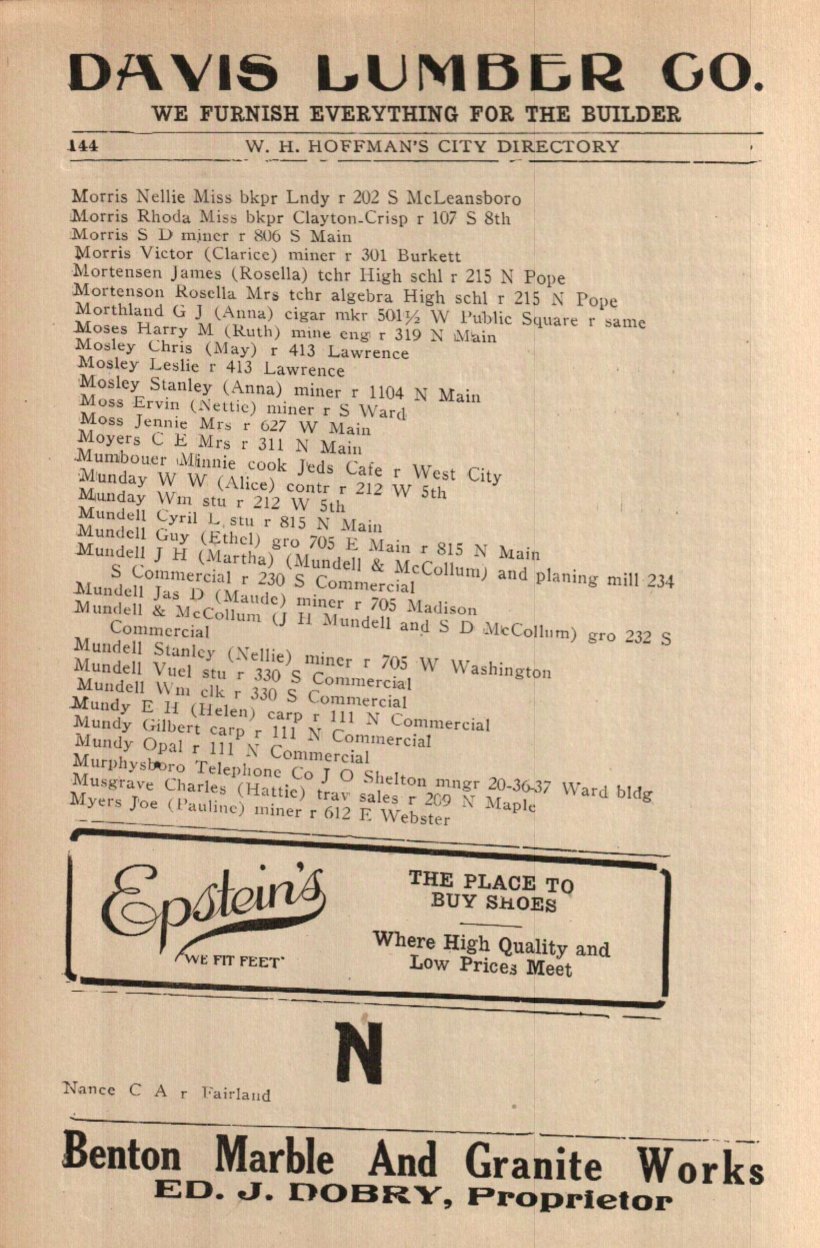 DAVIS LUMBER CO.
WE FURNISH EVERYTHING FOR THE BUILDER
144 W. H. HOFFMAN'S CITY DIRECTORY
Morris Nellie Miss bkpr Lndy r 202 S McLeansboro
Morris Rhoda Miss bkpr Clayton-Crisp r 107 S 8th
Morris S D miner r 806 S Main
Morris Victor (Clarice) miner r 301 Burkett
Mortensen James (Rosella) tchr High schl r 215 N Pope
Mortenson Rosella Mrs tchr algebra High schl r 215 N Pope
Morthland G J (Anna) cigar mkr 501½ W Public Square r same
Moses Harry M (Ruth) mine eng r 319 N Main
Mosley Chris (May) r 413 Lawrence
Mosley Leslie r 413 Lawrence
Mosley Stanley (Anna) miner r 1104 N Main
Moss Ervin (Nettie) miner r S Ward
Moss Jennie Mrs r 627 W Main
Moyers C E Mrs r 311 N Main
Mumbouer Minnie cook Jeds Cafe r West City
Munday W W (Alice) contr r 212 W 5th
Munday Wm stu r 212 W 5th
Mundell Cyril L stu r 815 N Main
Mundell Guy (Ethel) gro 705 E Main r 815 N Main
Mundell J H (Martha) (Mundell & McCollum) and planing mill 234
S Commercial r 230 S Commercial
Mundell Jas D (Maude) miner r 705 Madison
Mundell & McCollum (J H Mundell and S D McCollum) gro 232 S
Commercial
Mundell Stanley (Nellie) miner r 705 W Washington
Mundell Vuel stu r 330 S Commercial
Mundell Wm clk r 330 S Commercial
Mundy E H (Helen) carp r 111 N Commercial
Mundy Gilbert carp r 111 N Commercial
Mundy Opal r 111 N Commercial
Murphysboro Telephone Co J O Shelton mngr 20-36-37 Ward bldg
Musgrave Charles (Hattie) trav sales r 209 N Maple
Myers Joe (Pauline) miner r 612 E Webster
Epstein's
"WE FIT FEET"
THE PLACE TO
BUY SHOES
Where High Quality and
Low Prices Meet
N
Nance C A r Fairland
Benton Marble And Granite Works
ED. J. DOBRY, Proprietor